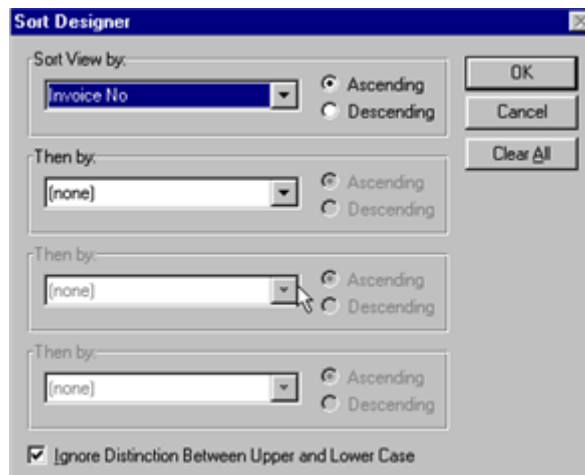 Sort Designer
Sort View by:
Invoice No
Ascending
Descending
OK
Cancel
Clear All
Then by:
(none)
Ascending
Descending
Then by:
(none)
Ascending
Descending
Then by:
(none)
Ascending
Descending
Ignore Distinction Between Upper and Lower Case